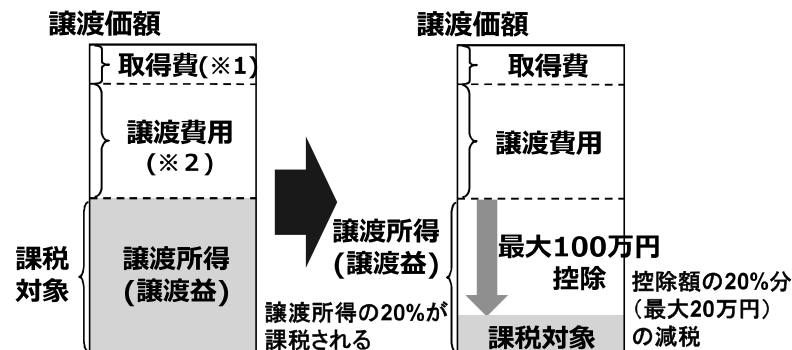 譲渡価額
取得費(※1)
譲渡費用
(※２)
課税
対象
譲渡所得
(譲渡益)
譲渡所得の20%が
課税される
譲渡価額
取得費
譲渡費用
譲渡所得
(譲渡益)
最大100万円
控除
課税対象
控除額の20%分
（最大20万円）
の減税